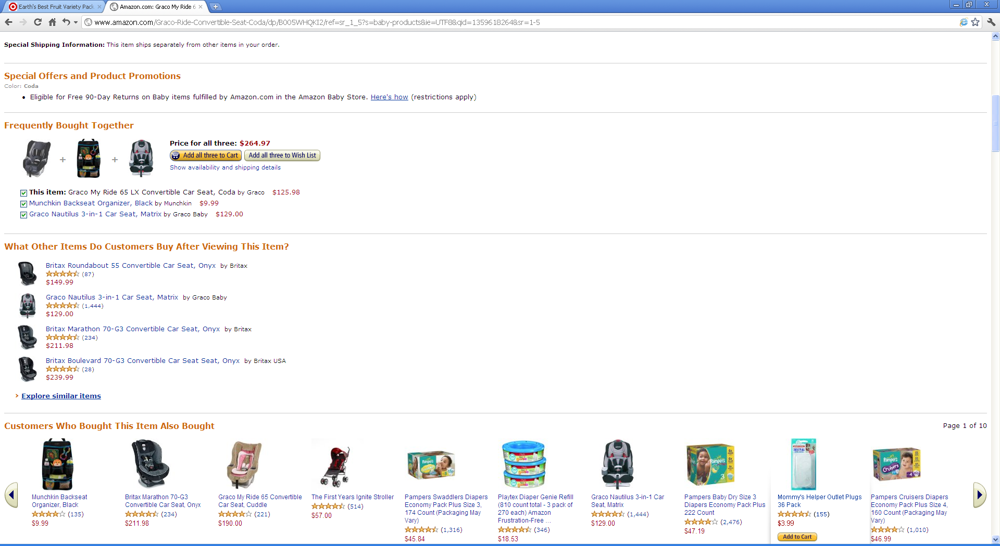 Earth's Best Fruit Variety Pack
Amazon.com: Graco My Ride 6
www.amazon.com/Graco-Ride-Convertible-Seat-Coda/dp/B005WHQKI2/ref=sr_1_5?s=baby-products&ie=UTF8&qid=1359618264&sr=1-5
Special Shipping Information: This item ships separately from other items in your order.
Special Offers and Product Promotions
Color: Coda
• Eligible for Free 90-Day Returns on Baby items fulfilled by Amazon.com in the Amazon Baby Store. Here's how (restrictions apply)
Frequently Bought Together
+ +
Price for all three: $264.97
Add all three to Cart Add all three to Wish List
Show availability and shipping details
This item: Graco My Ride 65 LX Convertible Car Seat, Coda by Graco $125.98
Munchkin Backseat Organizer, Black by Munchkin $9.99
Graco Nautilus 3-in-1 Car Seat, Matrix by Graco Baby $129.00
What Other Items Do Customers Buy After Viewing This Item?
Britax Roundabout 55 Convertible Car Seat, Onyx by Britax
(87)
$149.99
Graco Nautilus 3-in-1 Car Seat, Matrix by Graco Baby
(1,444)
$129.00
Britax Marathon 70-G3 Convertible Car Seat, Onyx by Britax
(234)
$211.98
Britax Boulevard 70-G3 Convertible Car Seat Seat, Onyx by Britax USA
(28)
$239.99
› Explore similar items
Customers Who Bought This Item Also Bought
Page 1 of 10
Munchkin Backseat
Organizer, Black
(135)
$9.99
Britax Marathon 70-G3
Convertible Car Seat, Onyx
(234)
$211.98
Graco My Ride 65 Convertible
Car Seat, Cuddle
(221)
$190.00
The First Years Ignite Stroller
(514)
$57.00
Pampers
Pampers Swaddlers Diapers
Economy Pack Plus Size 3,
174 Count (Packaging May
Vary)
(1,316)
$45.84
genie
genie
genie
Playtex Diaper Genie Refill
(810 count total - 3 pack of
270 each) Amazon
Frustration-Free ...
(346)
$18.53
Graco Nautilus 3-in-1 Car
Seat, Matrix
(1,444)
$129.00
Pampers
3
Pampers Baby Dry Size 3
Diapers Economy Pack Plus
222 Count
(2,476)
$47.19
OUTLET PLUGS
Mommy's Helper Outlet Plugs
36 Pack
(155)
$3.99
Add to Cart
Pampers
Cruisers
4 160
Pampers Cruisers Diapers
Economy Pack Plus Size 4,
160 Count (Packaging May
Vary)
(1,010)
$46.99